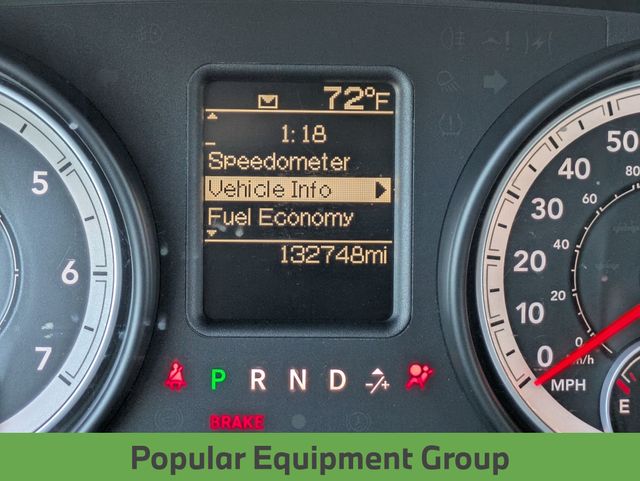 72°F
1:18
Speedometer
Vehicle Info
Fuel Economy
132748mi
5
6
7
50
40
30
20
10
0
MPH
80
60
40
20
0
km/h
E
P R N D -/+
BRAKE
Popular Equipment Group